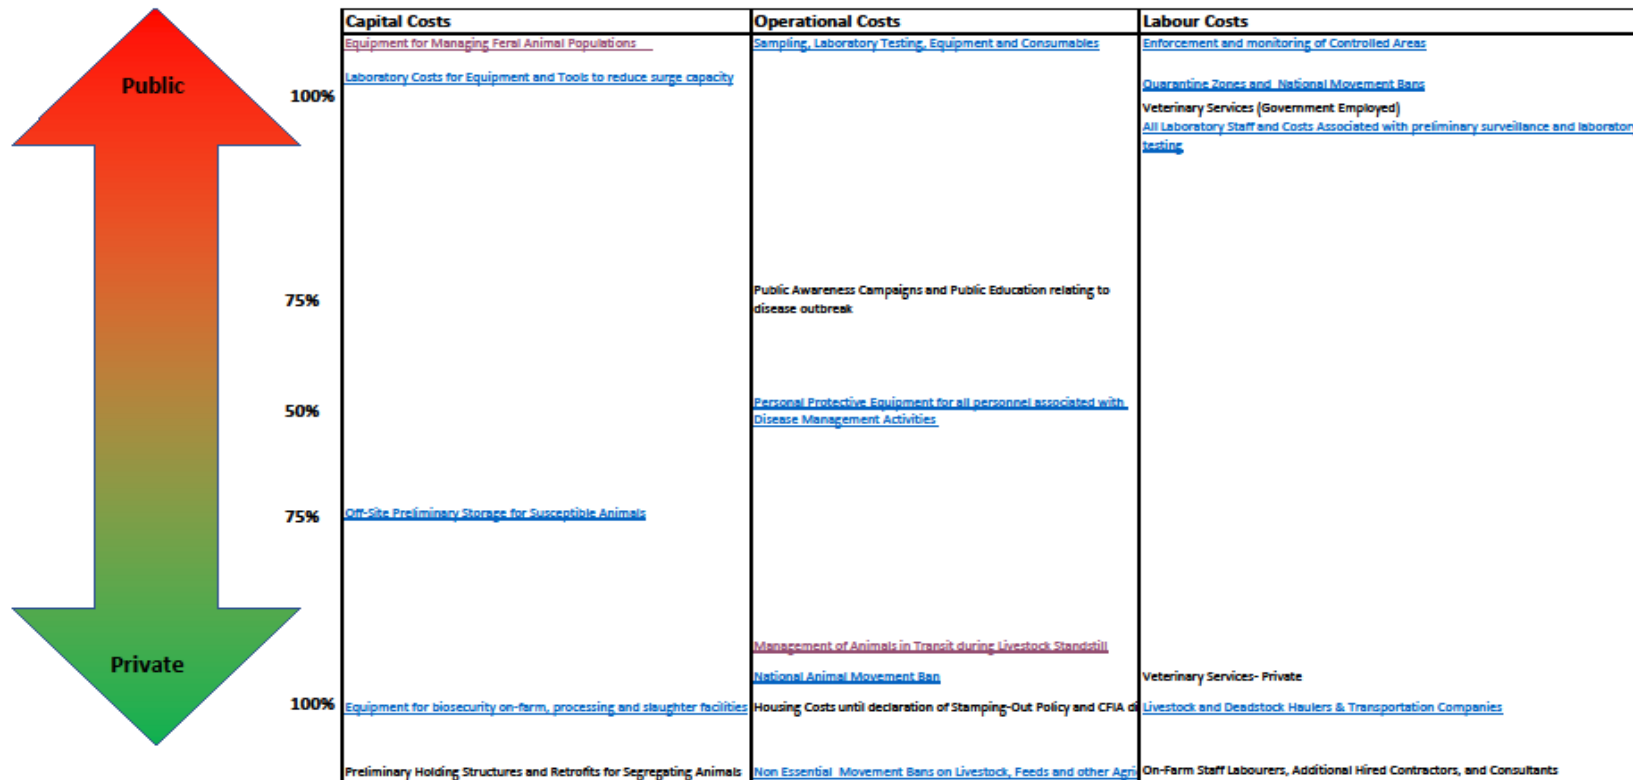 Capital Costs
Operational Costs
Labour Costs
Equipment for Managing Feral Animal Populations
Sampling, Laboratory Testing, Equipment and Consumables
Enforcement and monitoring of Controlled Areas
Public
Laboratory Costs for Equipment and Tools to reduce surge capacity
Quarantine Zones and National Movement Bans
100%
Veterinary Services (Government Employed)
All Laboratory Staff and Costs Associated with preliminary surveillance and laboratory
testing
75%
Public Awareness Campaigns and Public Education relating to
disease outbreak
50%
Personal Protective Equipment for all personnel associated with
Disease Management Activities
75%
Off-Site Preliminary Storage for Susceptible Animals
Management of Animals in Transit during Livestock Standstill
Private
National Animal Movement Ban
Veterinary Services- Private
100%
Equipment for biosecurity on-farm, processing and slaughter facilities
Housing Costs until declaration of Stamping-Out Policy and CFIA di
Livestock and Deadstock Haulers & Transportation Companies
Preliminary Holding Structures and Retrofits for Segregating Animals
Non Essential Movement Bans on Livestock, Feeds and other Agri
On-Farm Staff Labourers, Additional Hired Contractors, and Consultants